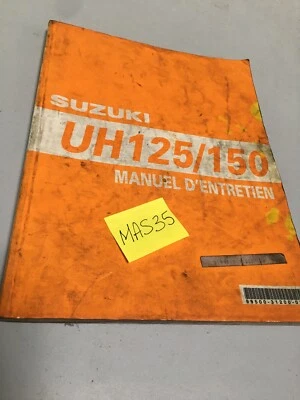 SUZUKI
UH125/150
MANUEL D'ENTRETIEN
MAS35